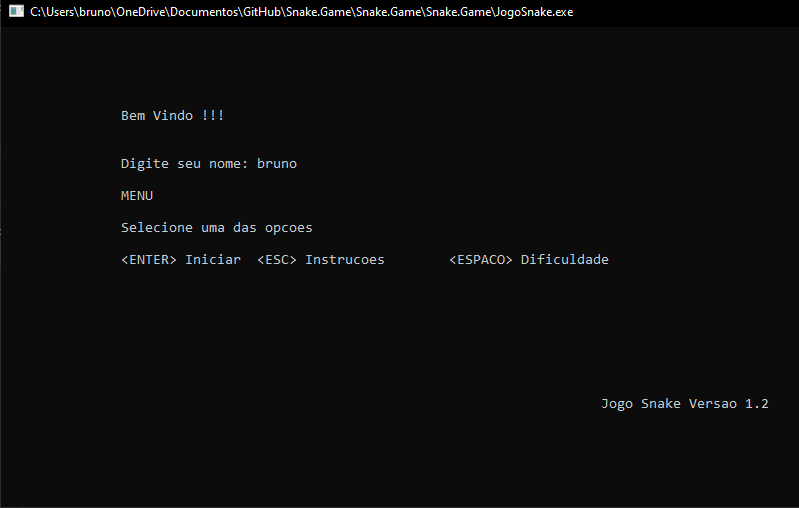 C:\Users\bruno\OneDrive\Documentos\GitHub\Snake.Game\Snake.Game\Snake.Game\JogoSnake.exe
Bem Vindo !!!
Digite seu nome: bruno
MENU
Selecione uma das opcoes
<ENTER> Iniciar  <ESC> Instrucoes        <ESPACO> Dificuldade
Jogo Snake Versao 1.2